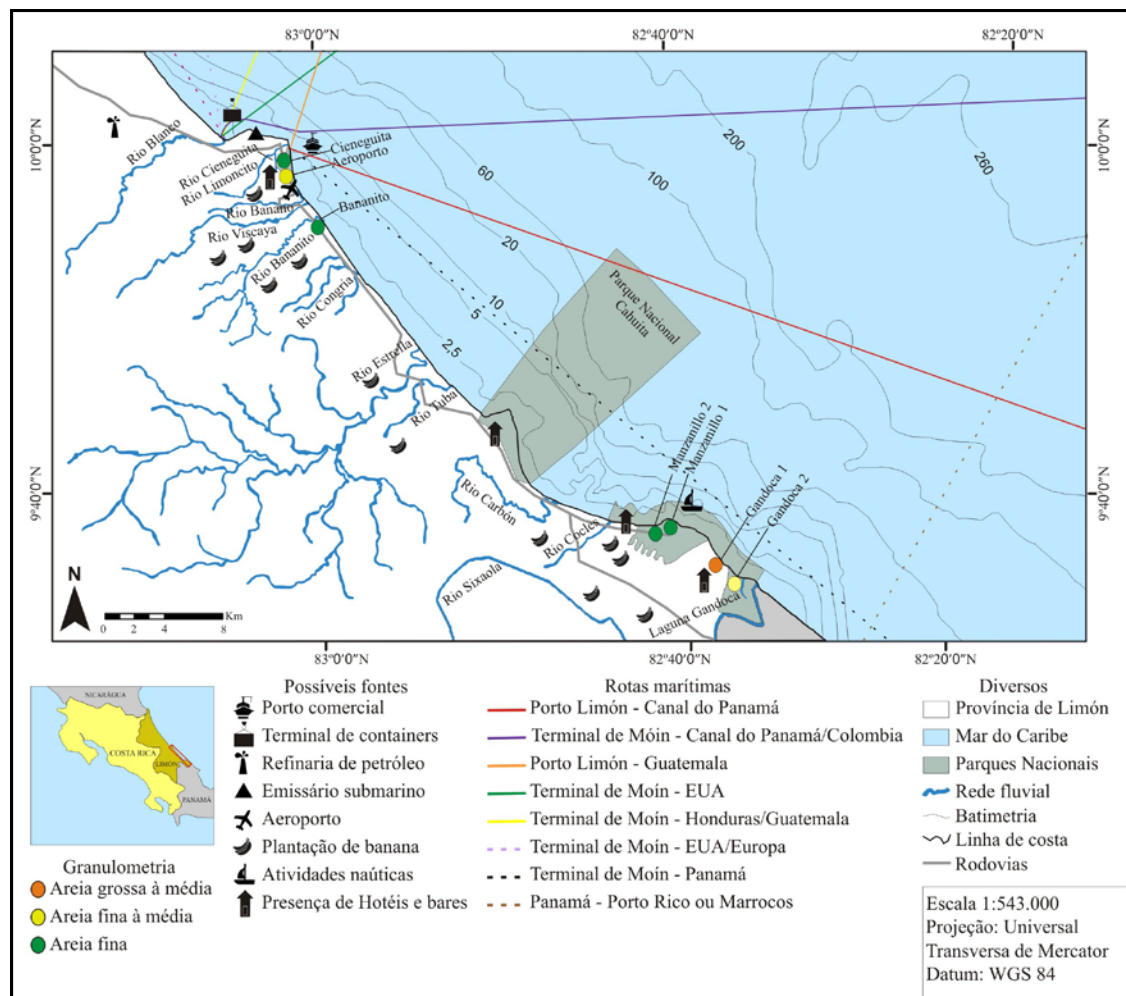 83°0'0"N
82°40'0"N
82°20'0"N
10°0'0"N
10°0'0"N
9°40'0"N
9°40'0"N
Rio Blanco
Rio Cieneguita
Rio Limoncito
Cieneguita
Aeroporto
Rio Banano
Bananito
Rio Viscaya
Rio Bananito
Rio Congria
Rio Estrella
Rio Tuba
Rio Carbón
Rio Cocles
Rio Sixaola
Laguna Gandoca
Parque Nacional
Cahuita
Manzanillo 2
Manzanillo 1
Gandoca 1
Gandoca 2
2,5
5
10
20
60
100
200
260
N
0 2 4 8 Km
83°0'0"N
82°40'0"N
82°20'0"N
NICARÁGUA
COSTA RICA
LIMÓN
PANAMÁ
Granulometria
Areia grossa à média
Areia fina à média
Areia fina
Possíveis fontes
Porto comercial
Terminal de containers
Refinaria de petróleo
Emissário submarino
Aeroporto
Plantação de banana
Atividades naúticas
Presença de Hotéis e bares
Rotas marítimas
Porto Limón - Canal do Panamá
Terminal de Móin - Canal do Panamá/Colombia
Porto Limón - Guatemala
Terminal de Moín - EUA
Terminal de Moín - Honduras/Guatemala
Terminal de Moín - EUA/Europa
Terminal de Moín - Panamá
Panamá - Porto Rico ou Marrocos
Diversos
Província de Limón
Mar do Caribe
Parques Nacionais
Rede fluvial
Batimetria
Linha de costa
Rodovias
Escala 1:543.000
Projeção: Universal
Transversa de Mercator
Datum: WGS 84